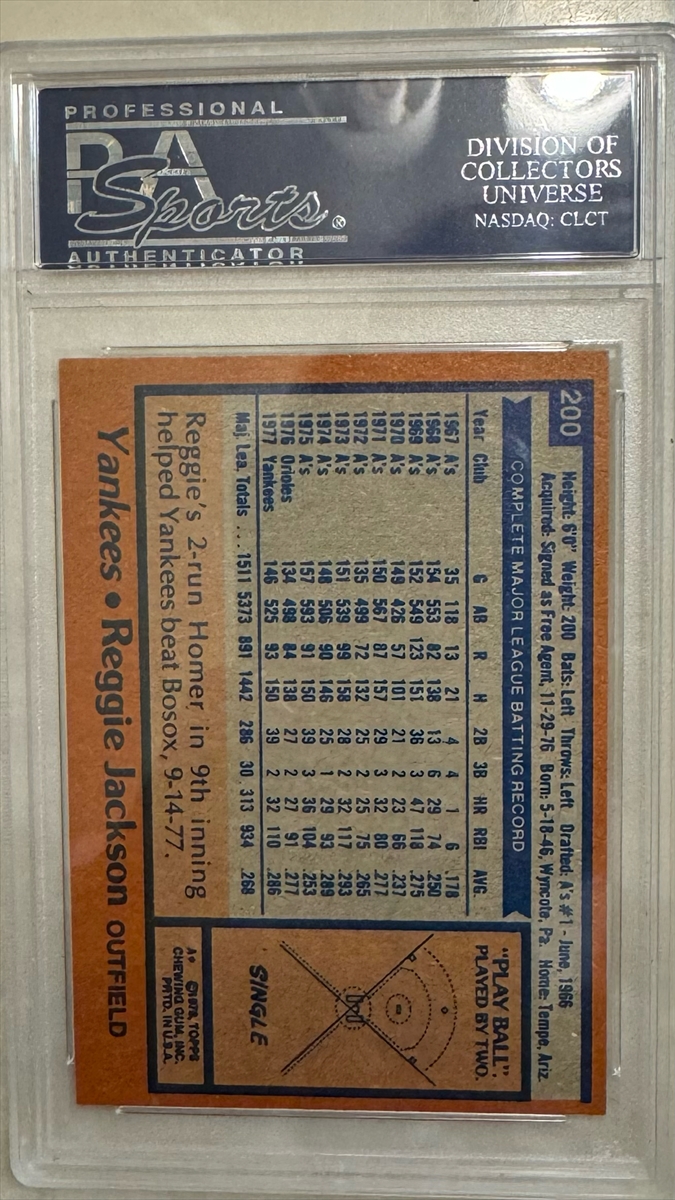 PROFESSIONAL
PSA
Sports®
AUTHENTICATOR
DIVISION OF
COLLECTORS
UNIVERSE
NASDAQ: CLCT
200
Height: 6'0" Weight: 200 Bats: Left Throws: Left Drafted: A's #1 - June, 1966
Acquired: Signed as Free Agent, 11-29-76 Born: 5-18-46, Wyncote, Pa. Home: Tempe, Ariz.
COMPLETE MAJOR LEAGUE BATTING RECORD
Year Club G AB R H 2B 3B HR RBI AVG.
1967 A's 35 118 13 21 4 4 1 6 .178
1968 A's 154 553 82 138 13 6 29 74 .250
1969 A's 152 549 123 151 36 3 47 118 .275
1970 A's 149 426 57 101 21 2 23 66 .237
1971 A's 150 567 87 157 29 3 32 80 .277
1972 A's 135 499 72 132 25 2 25 75 .265
1973 A's 151 539 99 158 28 2 32 117 .293
1974 A's 148 506 90 146 25 1 29 93 .289
1975 A's 157 593 91 150 39 3 36 104 .253
1976 Orioles 134 498 84 138 27 2 27 91 .277
1977 Yankees 146 525 93 150 39 2 32 110 .286
Maj. Lea. Totals ... 1511 5373 891 1442 286 30 313 934 .268
Reggie's 2-run Homer in 9th inning
helped Yankees beat Bosox, 9-14-77.
"PLAY BALL"
PLAYED BY TWO.
SINGLE
A* ©1978, TOPPS
CHEWING GUM, INC.
PRTD. IN U.S.A.
Yankees • Reggie Jackson OUTFIELD